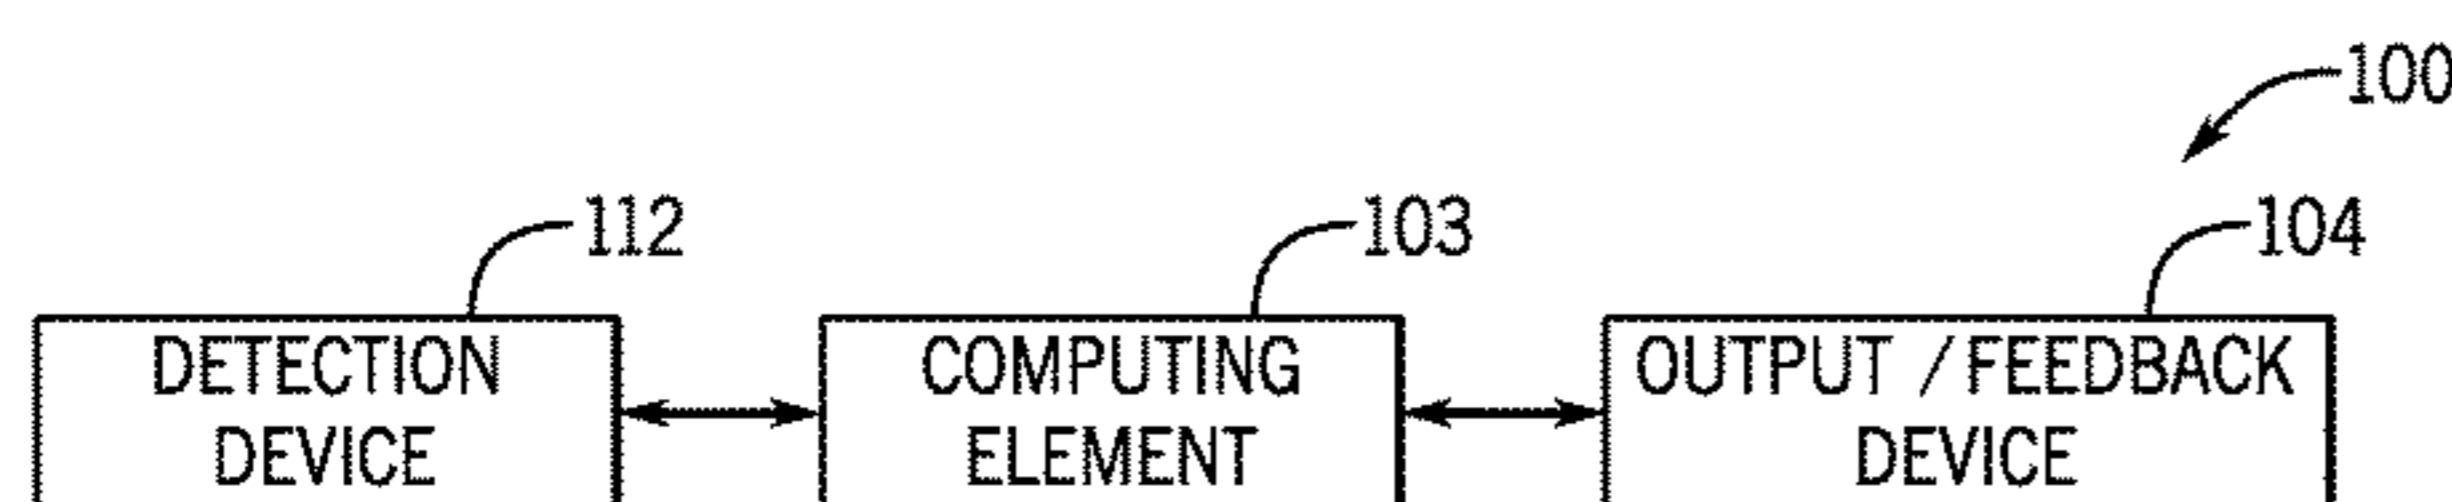 100
112
103
104
DETECTION
DEVICE
COMPUTING
ELEMENT
OUTPUT / FEEDBACK
DEVICE